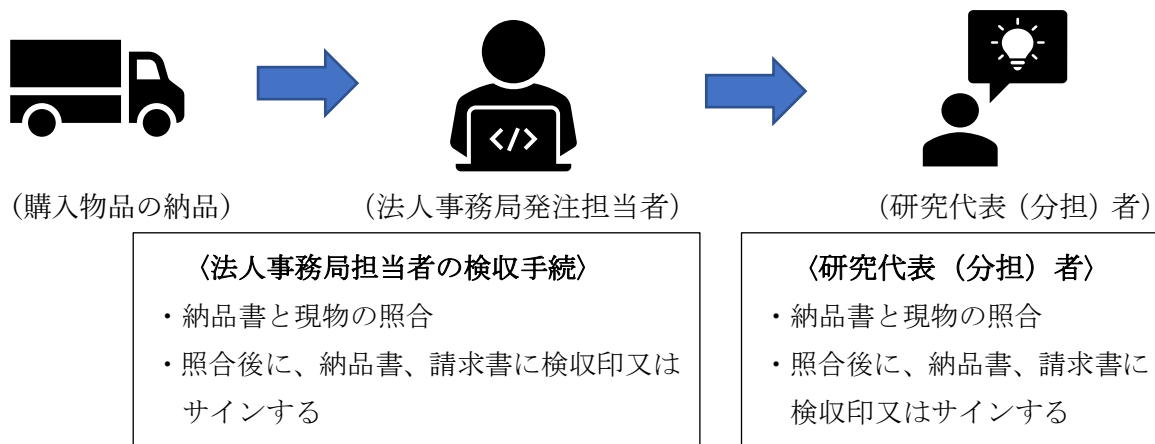 </>
(購入物品の納品)
(法人事務局発注担当者)
(研究代表(分担)者)
〈法人事務局担当者の検収手続〉
・納品書と現物の照合
・照合後に、納品書、請求書に検収印又は
サインする
〈研究代表(分担)者〉
・納品書と現物の照合
・照合後に、納品書、請求書に
検収印又はサインする